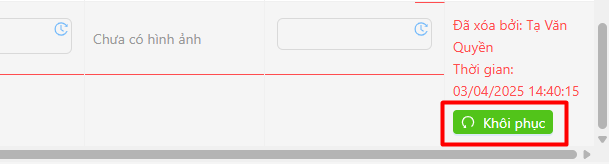 Chưa có hình ảnh
Đã xóa bởi: Tạ Văn
Quyền
Thời gian:
03/04/2025 14:40:15
Khôi phục